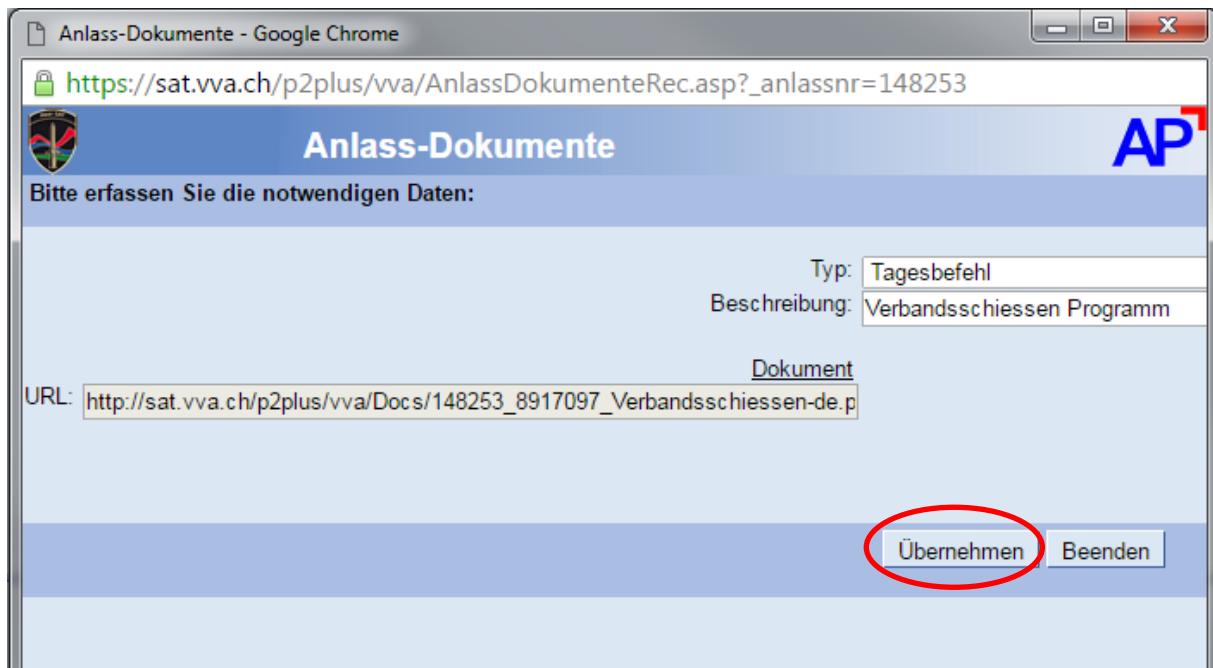 Anlass-Dokumente - Google Chrome
https://sat.vva.ch/p2plus/vva/AnlassDokumenteRec.asp?_anlassnr=148253
Anlass-Dokumente
AP
Bitte erfassen Sie die notwendigen Daten:
Typ: Tagesbefehl
Beschreibung: Verbandsschiessen Programm
Dokument
URL: http://sat.vva.ch/p2plus/vva/Docs/148253_8917097_Verbandsschiessen-de.p
Übernehmen Beenden